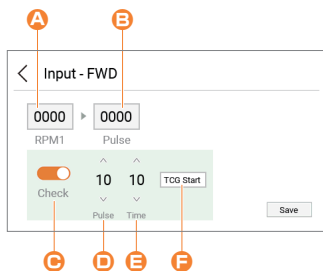 A B
Input - FWD
0000 0000
RPM1 Pulse
10 10 TCG Start
Check
Pulse Time Save
C D E F